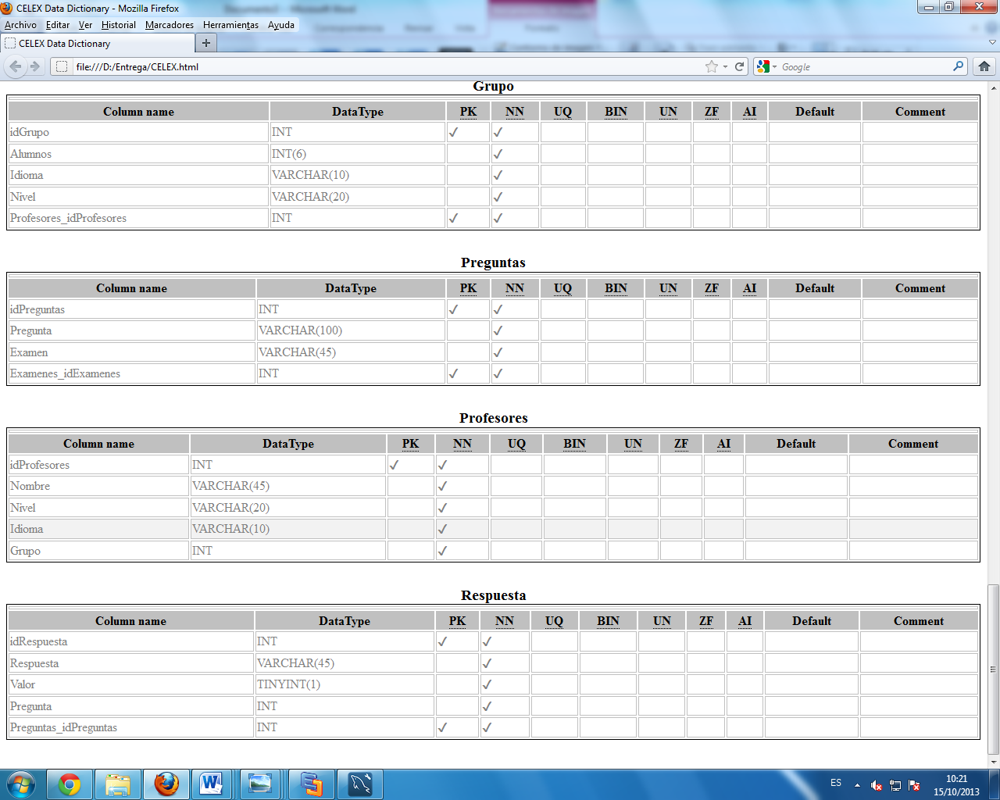 CELEX Data Dictionary - Mozilla Firefox
Archivo Editar Ver Historial Marcadores Herramientas Ayuda
CELEX Data Dictionary
file:///D:/Entrega/CELEX.html Google
Grupo
Column name DataType PK NN UQ BIN UN ZF AI Default Comment
idGrupo INT ✓ ✓
Alumnos INT(6) ✓
Idioma VARCHAR(10) ✓
Nivel VARCHAR(20) ✓
Profesores_idProfesores INT ✓ ✓
Preguntas
Column name DataType PK NN UQ BIN UN ZF AI Default Comment
idPreguntas INT ✓ ✓
Pregunta VARCHAR(100) ✓
Examen VARCHAR(45) ✓
Examenes_idExamenes INT ✓ ✓
Profesores
Column name DataType PK NN UQ BIN UN ZF AI Default Comment
idProfesores INT ✓ ✓
Nombre VARCHAR(45) ✓
Nivel VARCHAR(20) ✓
Idioma VARCHAR(10) ✓
Grupo INT ✓
Respuesta
Column name DataType PK NN UQ BIN UN ZF AI Default Comment
idRespuesta INT ✓ ✓
Respuesta VARCHAR(45) ✓
Valor TINYINT(1) ✓
Pregunta INT ✓
Preguntas_idPreguntas INT ✓ ✓
ES 10:21
15/10/2013